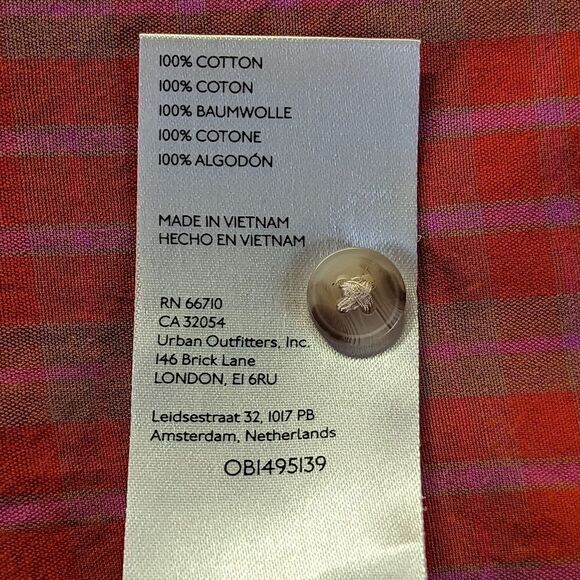 100% COTTON
100% COTON
100% BAUMWOLLE
100% COTONE
100% ALGODÓN
MADE IN VIETNAM
HECHO EN VIETNAM
RN 66710
CA 32054
Urban Outfitters, Inc.
146 Brick Lane
LONDON, E1 6RU
Leidsestraat 32, 1017 PB
Amsterdam, Netherlands
OB1495139